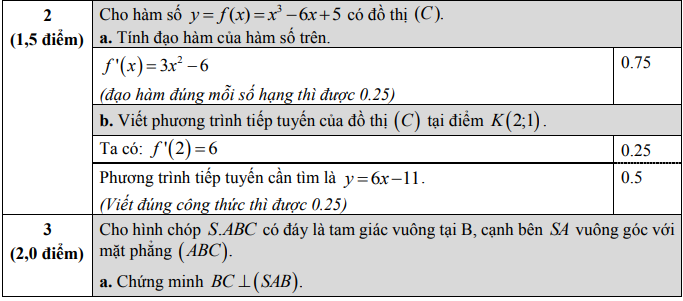 2
(1,5 điểm)
Cho hàm số y = f(x) = x³ − 6x + 5 có đồ thị (C).
a. Tính đạo hàm của hàm số trên.
f'(x) = 3x² − 6
0.75
(đạo hàm đúng mỗi số hạng thì được 0.25)
b. Viết phương trình tiếp tuyến của đồ thị (C) tại điểm K(2;1).
Ta có: f'(2) = 6
0.25
Phương trình tiếp tuyến cần tìm là y = 6x − 11.
0.5
(Viết đúng công thức thì được 0.25)
3
(2,0 điểm)
Cho hình chóp S.ABC có đáy là tam giác vuông tại B, cạnh bên SA vuông góc với
mặt phẳng (ABC).
a. Chứng minh BC ⊥ (SAB).